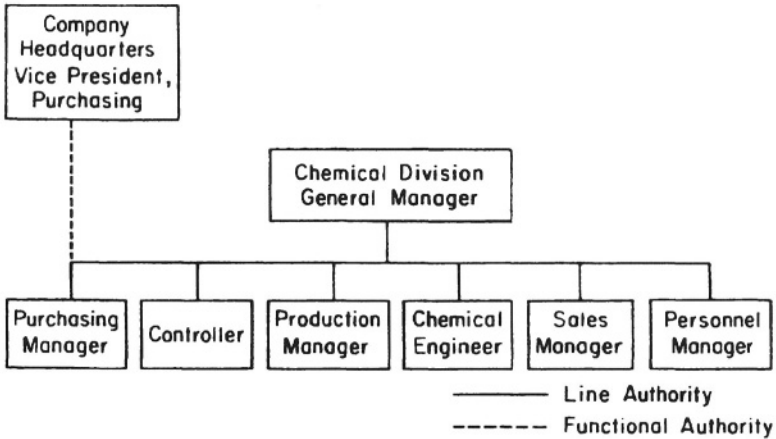 Company
Headquarters
Vice President,
Purchasing
Chemical Division
General Manager
Purchasing
Manager
Controller
Production
Manager
Chemical
Engineer
Sales
Manager
Personnel
Manager
Line Authority
Functional Authority